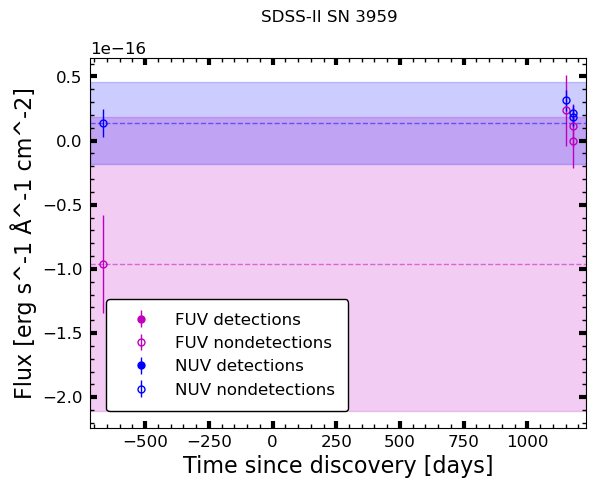 SDSS-II SN 3959
1e−16
0.5
0.0
−0.5
−1.0
−1.5
−2.0
Flux [erg s^-1 Å^-1 cm^-2]
FUV detections
FUV nondetections
NUV detections
NUV nondetections
−500 −250 0 250 500 750 1000
Time since discovery [days]